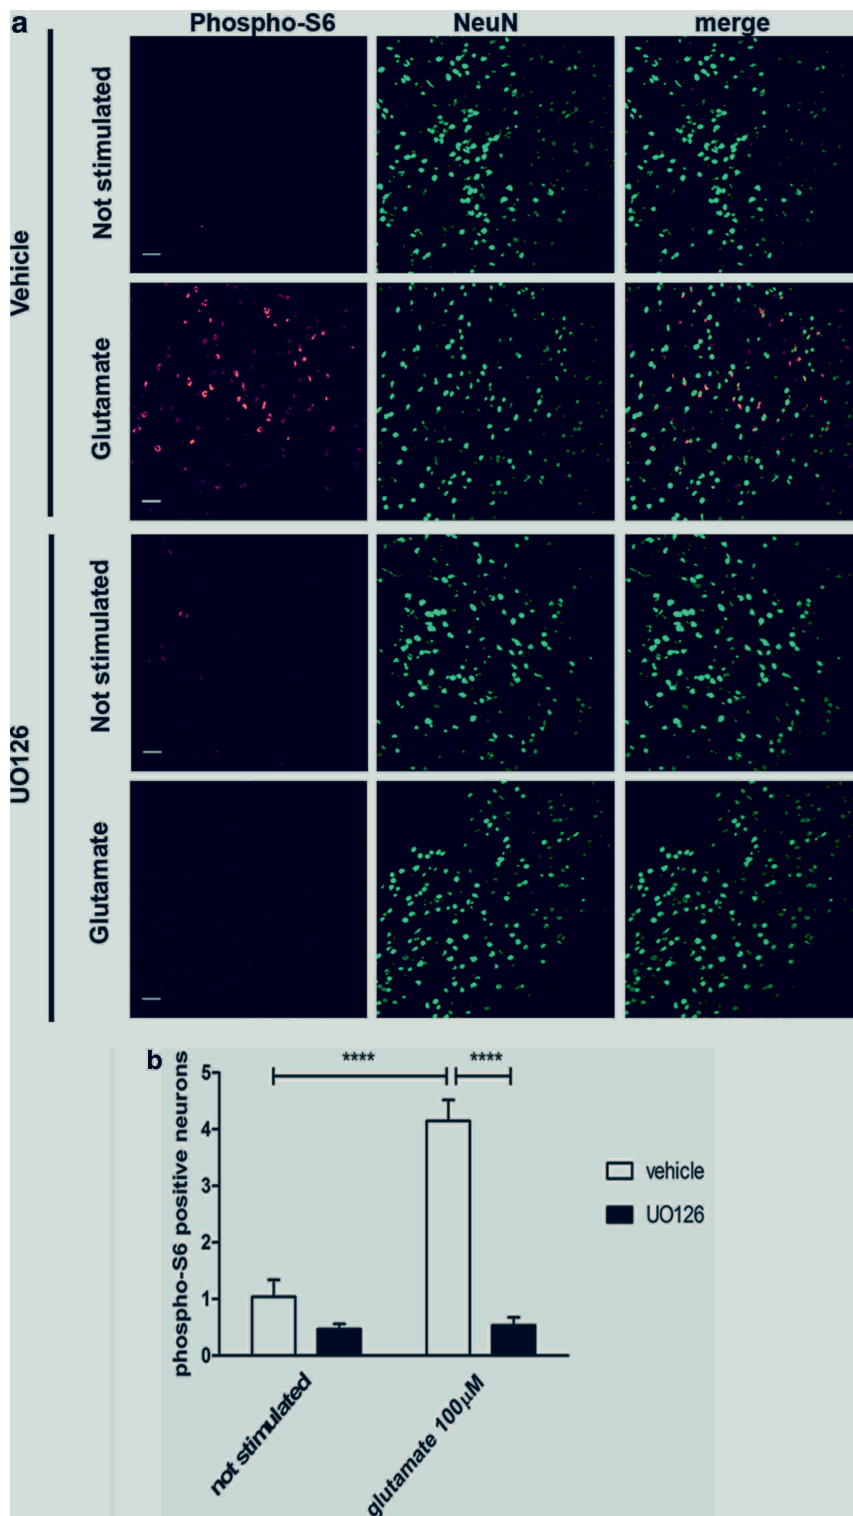 a
Phospho-S6 NeuN merge
Vehicle
Not stimulated
Glutamate
UO126
Not stimulated
Glutamate
b
phospho-S6 positive neurons
**** ****
5
4
3
2
1
0
vehicle
UO126
not stimulated
glutamate 100µM